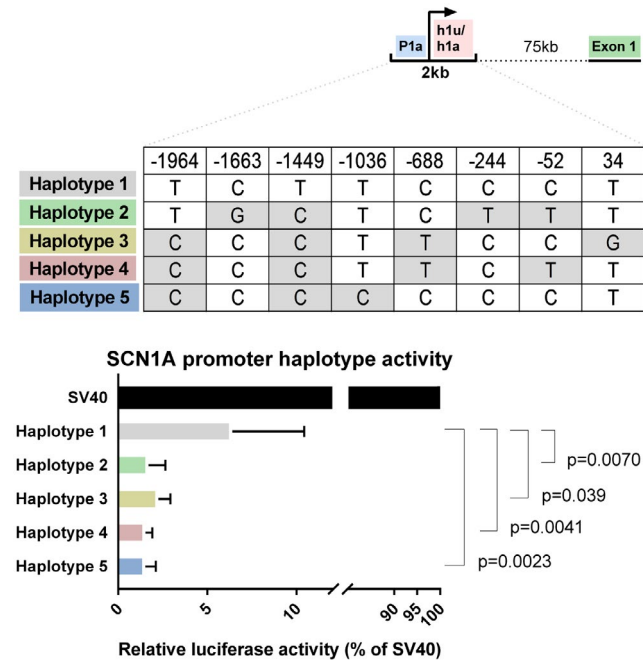 P1a
h1u/
h1a
75kb
Exon 1
2kb
-1964 -1663 -1449 -1036 -688 -244 -52 34
Haplotype 1 T C T T C C C T
Haplotype 2 T G C T C T T T
Haplotype 3 C C C T T C C G
Haplotype 4 C C C T T C T T
Haplotype 5 C C C C C C C T
SCN1A promoter haplotype activity
SV40
Haplotype 1
Haplotype 2
p=0.0070
Haplotype 3
p=0.039
Haplotype 4
p=0.0041
Haplotype 5
p=0.0023
0 5 10 90 95 100
Relative luciferase activity (% of SV40)